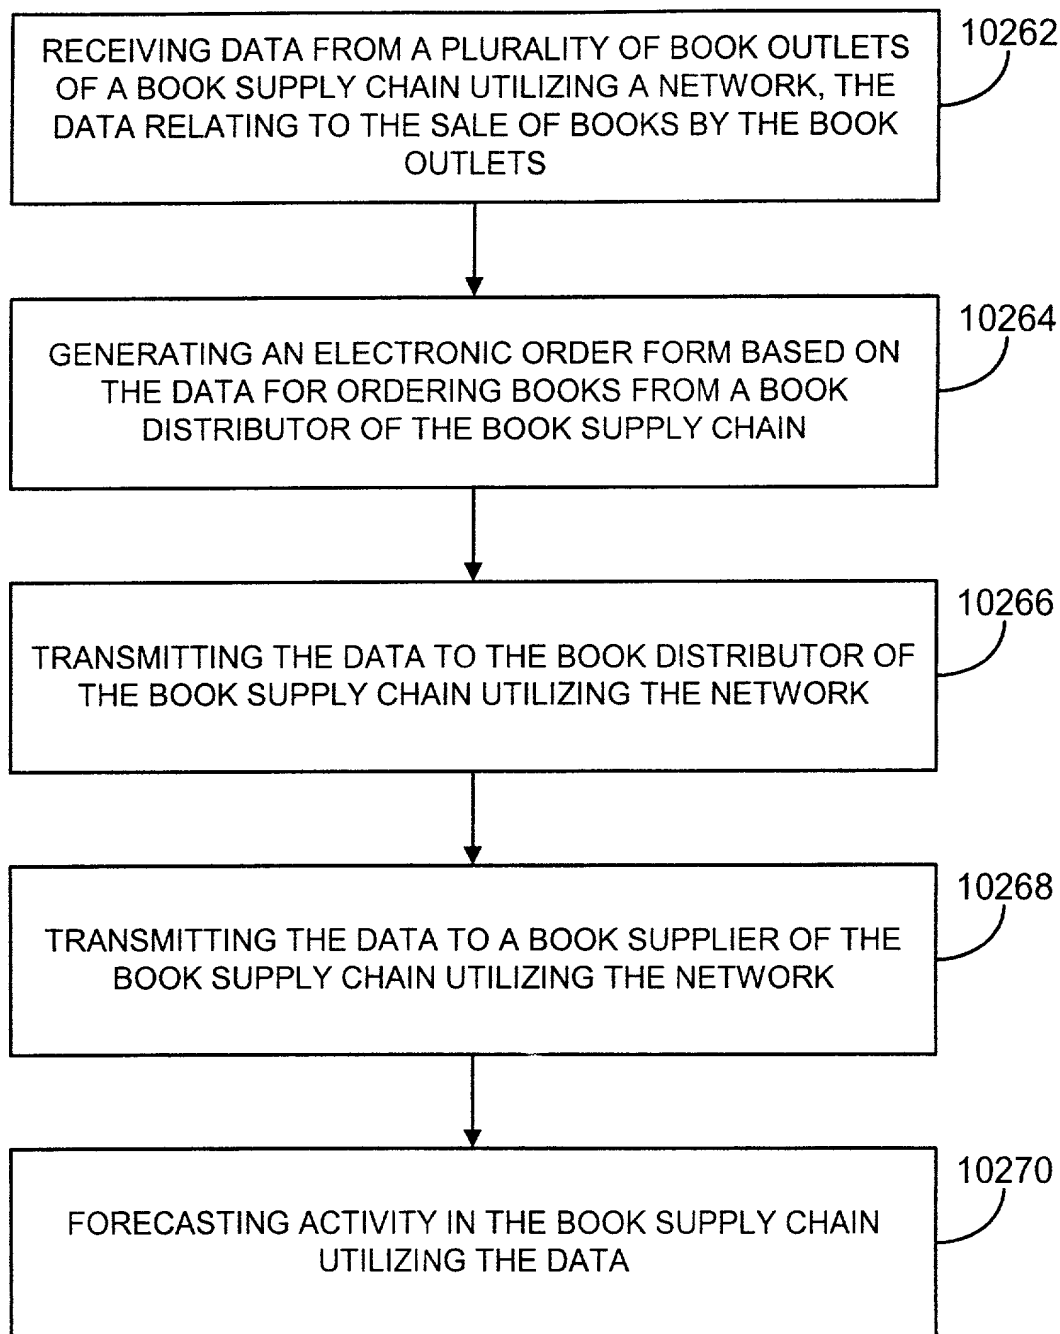 RECEIVING DATA FROM A PLURALITY OF BOOK OUTLETS
OF A BOOK SUPPLY CHAIN UTILIZING A NETWORK, THE
DATA RELATING TO THE SALE OF BOOKS BY THE BOOK
OUTLETS
10262
GENERATING AN ELECTRONIC ORDER FORM BASED ON
THE DATA FOR ORDERING BOOKS FROM A BOOK
DISTRIBUTOR OF THE BOOK SUPPLY CHAIN
10264
TRANSMITTING THE DATA TO THE BOOK DISTRIBUTOR OF
THE BOOK SUPPLY CHAIN UTILIZING THE NETWORK
10266
TRANSMITTING THE DATA TO A BOOK SUPPLIER OF THE
BOOK SUPPLY CHAIN UTILIZING THE NETWORK
10268
FORECASTING ACTIVITY IN THE BOOK SUPPLY CHAIN
UTILIZING THE DATA
10270